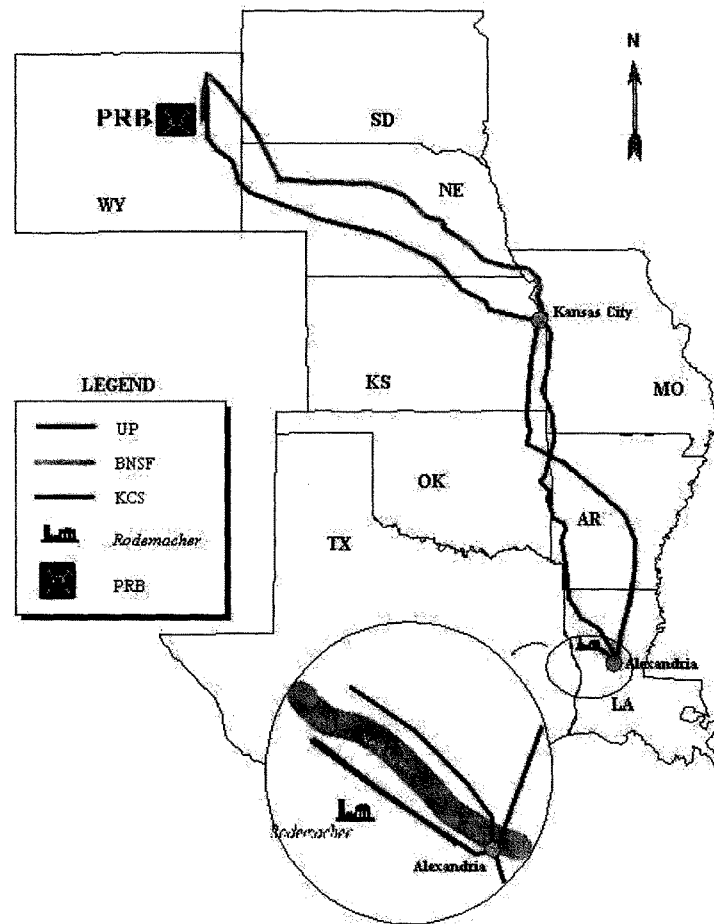 N
PRB
SD
WY
NE
Kansas City
LEGEND
KS
MO
UP
BNSF
KCS
Rodemacher
PRB
OK
AR
TX
Alexandria
LA
Rodemacher
Alexandria